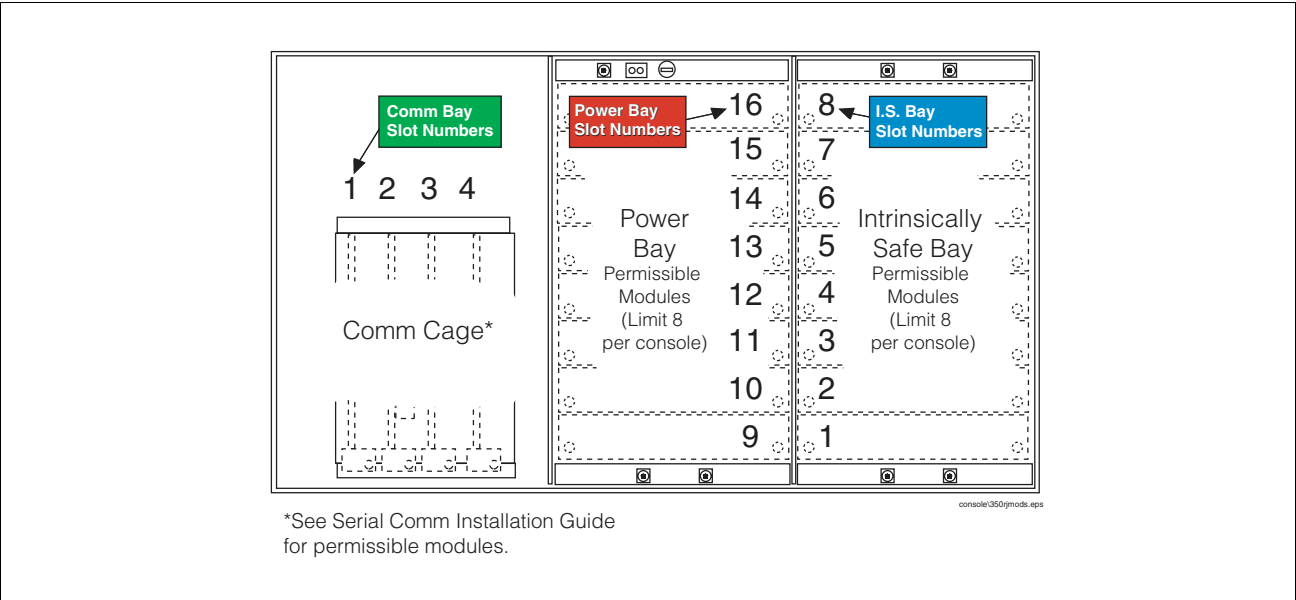 Comm Bay
Slot Numbers
1 2 3 4
Comm Cage*
Power Bay
Slot Numbers
16
15
14
13
12
11
10
9
Power
Bay
Permissible
Modules
(Limit 8
per console)
8
7
6
5
4
3
2
1
I.S. Bay
Slot Numbers
Intrinsically
Safe Bay
Permissible
Modules
(Limit 8
per console)
console\350rjmods.eps
*See Serial Comm Installation Guide
for permissible modules.